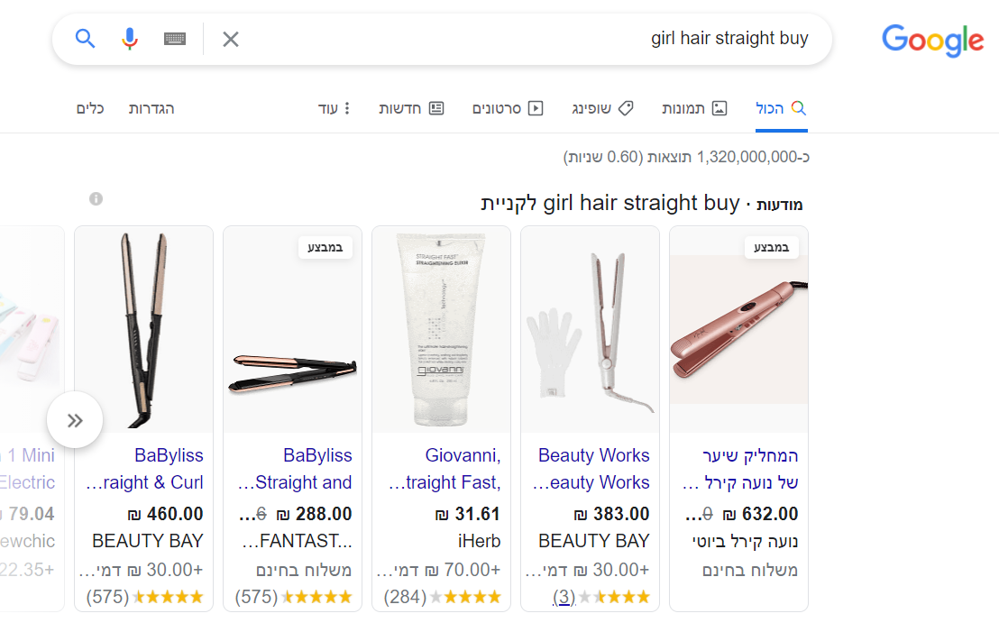 girl hair straight buy
Google
הכול
תמונות
שופינג
סרטונים
חדשות
עוד
הגדרות
כלים
כ-1,320,000,000 תוצאות (0.60 שניות)
מודעות · girl hair straight buy לקניית
במבצע
המחליק שיער
של נועה קירל ...
632.00 ₪ ...0
נועה קירל ביוטי
משלוח בחינם
Beauty Works
...eauty Works
383.00 ₪
BEAUTY BAY
+30.00 ₪ דמי...
(3)
STRAIGHT FAST
STRAIGHTENING ELIXIR
giovanni
Giovanni,
...traight Fast,
31.61 ₪
iHerb
+70.00 ₪ דמי...
(284)
במבצע
BaByliss
...Straight and
288.00 ₪ ...6
...FANTAST...
משלוח בחינם
(575)
BaByliss
...raight & Curl
460.00 ₪
BEAUTY BAY
+30.00 ₪ דמי...
(575)
1 Mini
Electric
79.04 ₪
ewchic
22.35+